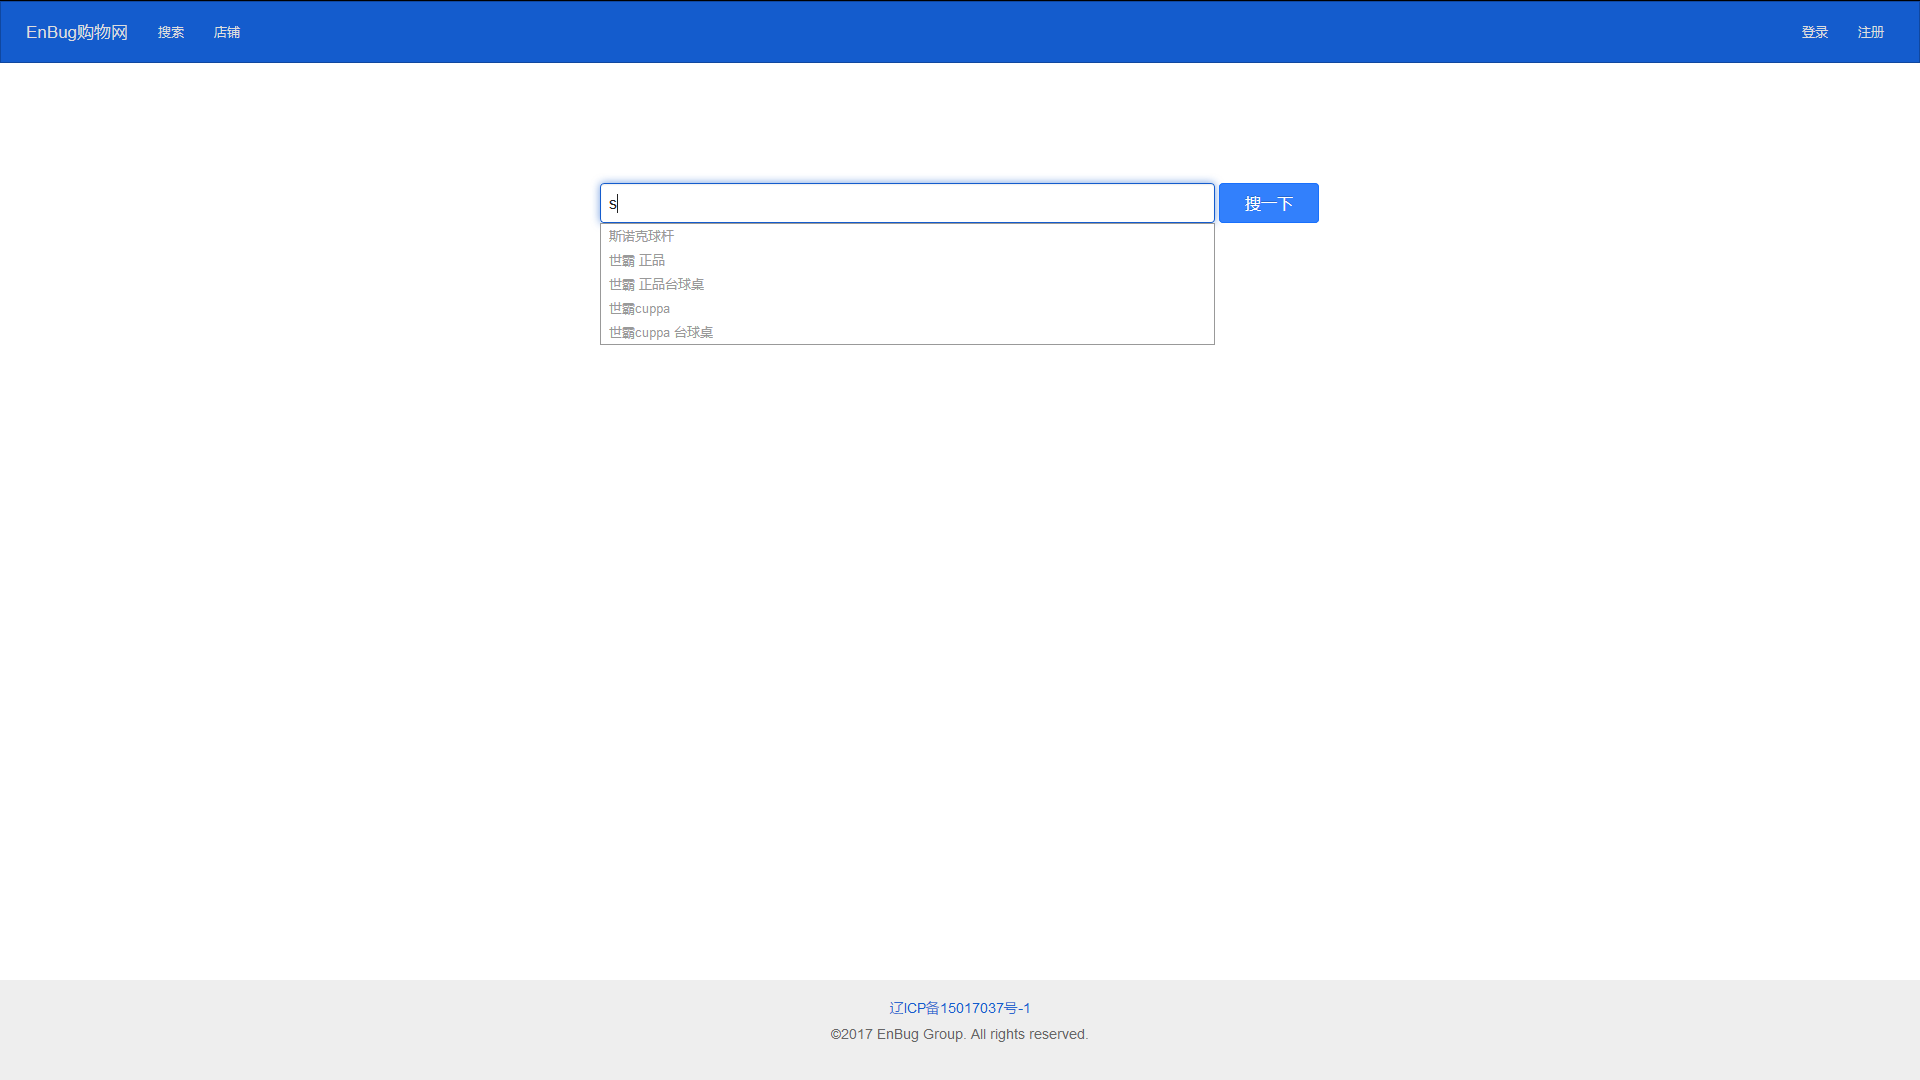 EnBug购物网 搜索 店铺 登录 注册
s 搜一下
斯诺克球杆
世霸 正品
世霸 正品台球桌
世霸cuppa
世霸cuppa 台球桌
辽ICP备15017037号-1
©2017 EnBug Group. All rights reserved.